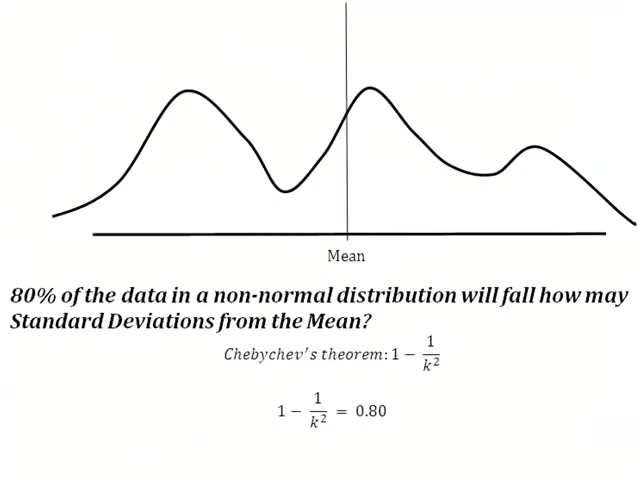 Mean
80% of the data in a non-normal distribution will fall how may
Standard Deviations from the Mean?
Chebychev's theorem: 1 − 1/k²
1 − 1/k² = 0.80